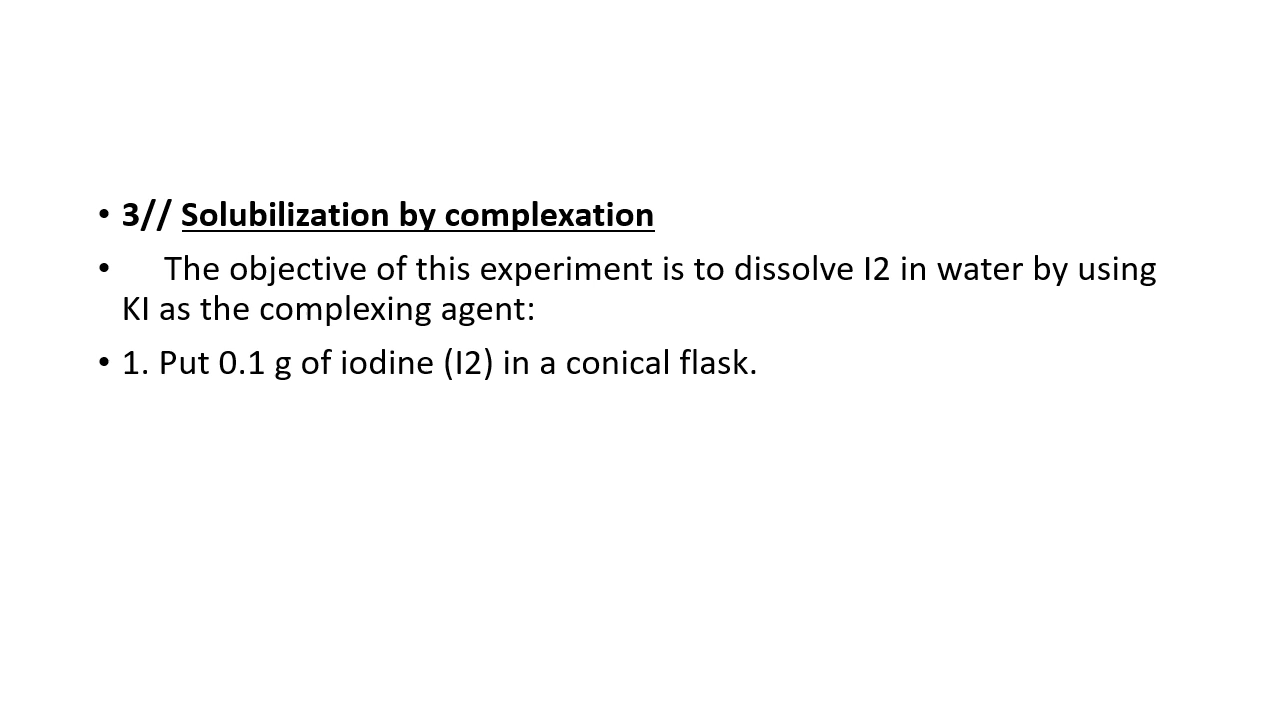 • 3// Solubilization by complexation
• The objective of this experiment is to dissolve I2 in water by using
KI as the complexing agent:
• 1. Put 0.1 g of iodine (I2) in a conical flask.